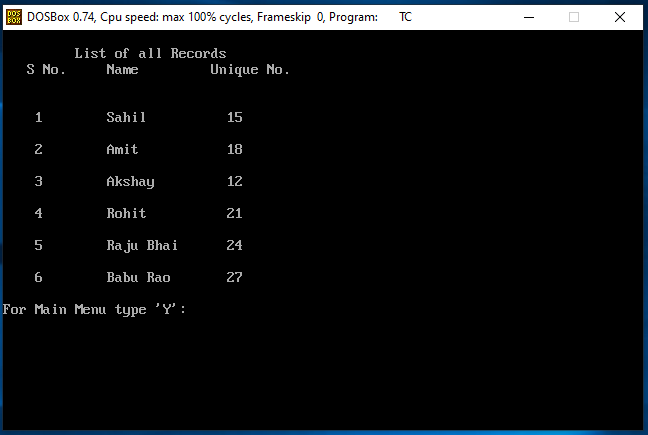 DOSBox 0.74, Cpu speed: max 100% cycles, Frameskip 0, Program: TC
List of all Records
S No. Name Unique No.
1 Sahil 15
2 Amit 18
3 Akshay 12
4 Rohit 21
5 Raju Bhai 24
6 Babu Rao 27
For Main Menu type 'Y':